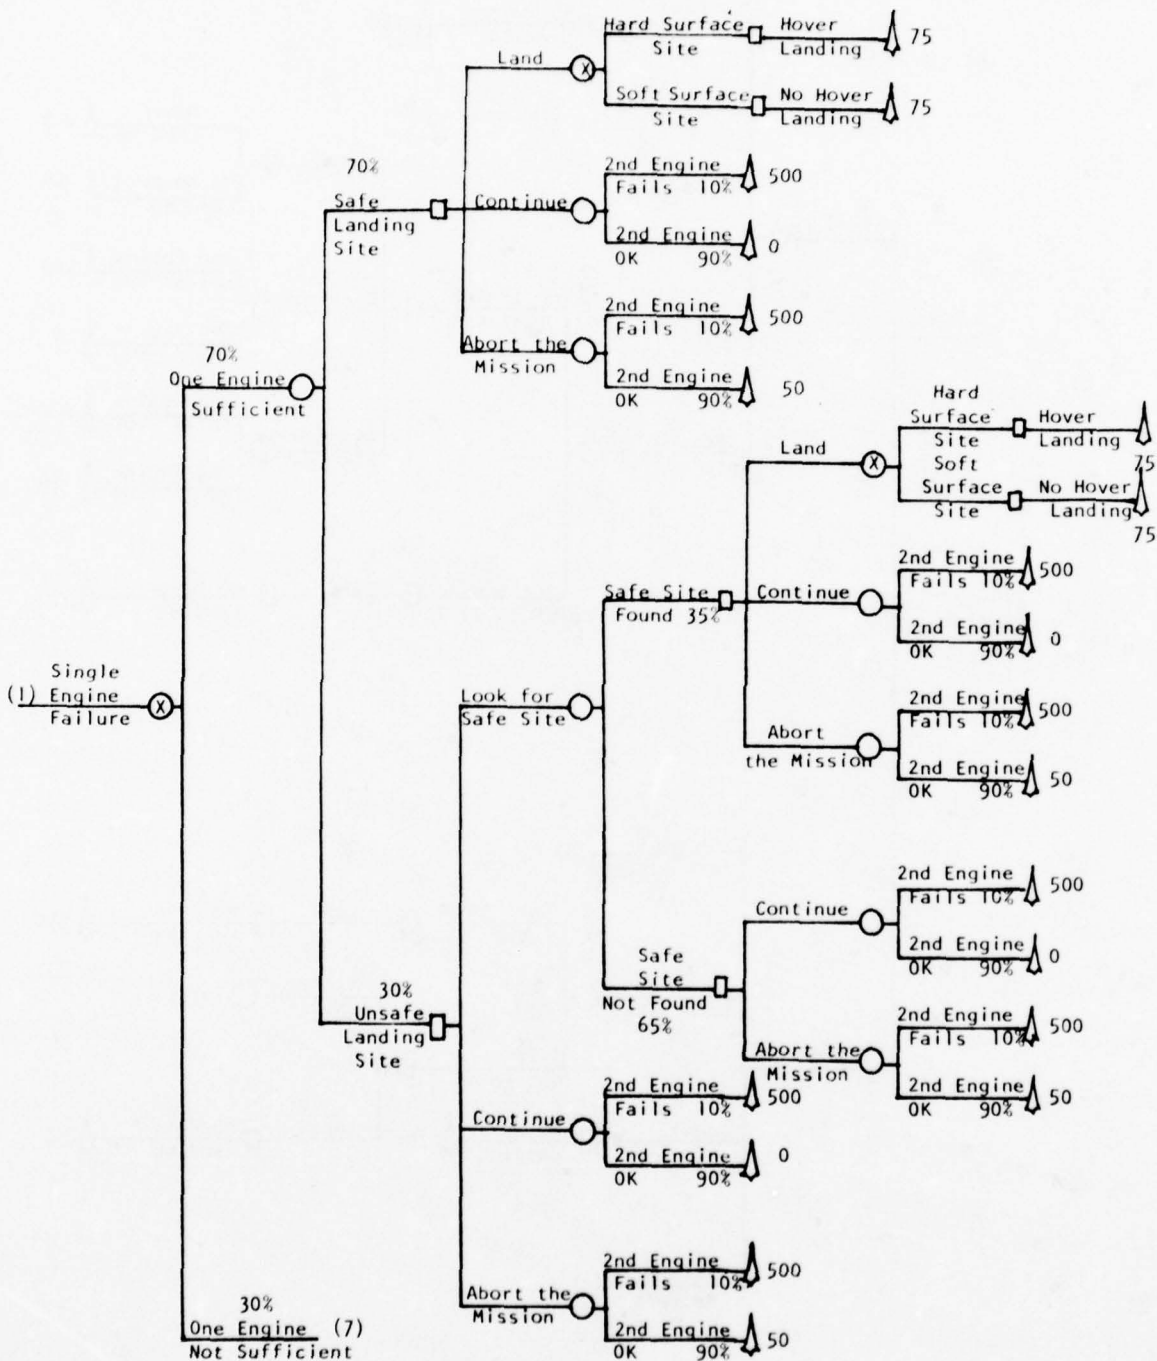 Hard Surface
Site
Hover
Landing
75
Land
X
Soft Surface
Site
No Hover
Landing
75
70%
Safe
Landing
Site
Continue
2nd Engine
Fails 10%
500
2nd Engine
OK 90%
0
Abort the
Mission
2nd Engine
Fails 10%
500
2nd Engine
OK 90%
50
70%
One Engine
Sufficient
Land
X
Hard
Surface
Site
Hover
Landing
75
Soft
Surface
Site
No Hover
Landing
75
Safe Site
Found 35%
Continue
2nd Engine
Fails 10%
500
2nd Engine
OK 90%
0
Single
(1) Engine
Failure
X
Look for
Safe Site
Abort
the Mission
2nd Engine
Fails 10%
500
2nd Engine
OK 90%
50
Safe
Site
Not Found
65%
Continue
2nd Engine
Fails 10%
500
2nd Engine
OK 90%
0
Abort the
Mission
2nd Engine
Fails 10%
500
2nd Engine
OK 90%
50
30%
Unsafe
Landing
Site
Continue
2nd Engine
Fails 10%
500
2nd Engine
OK 90%
0
Abort the
Mission
2nd Engine
Fails 10%
500
2nd Engine
OK 90%
50
30%
One Engine (7)
Not Sufficient